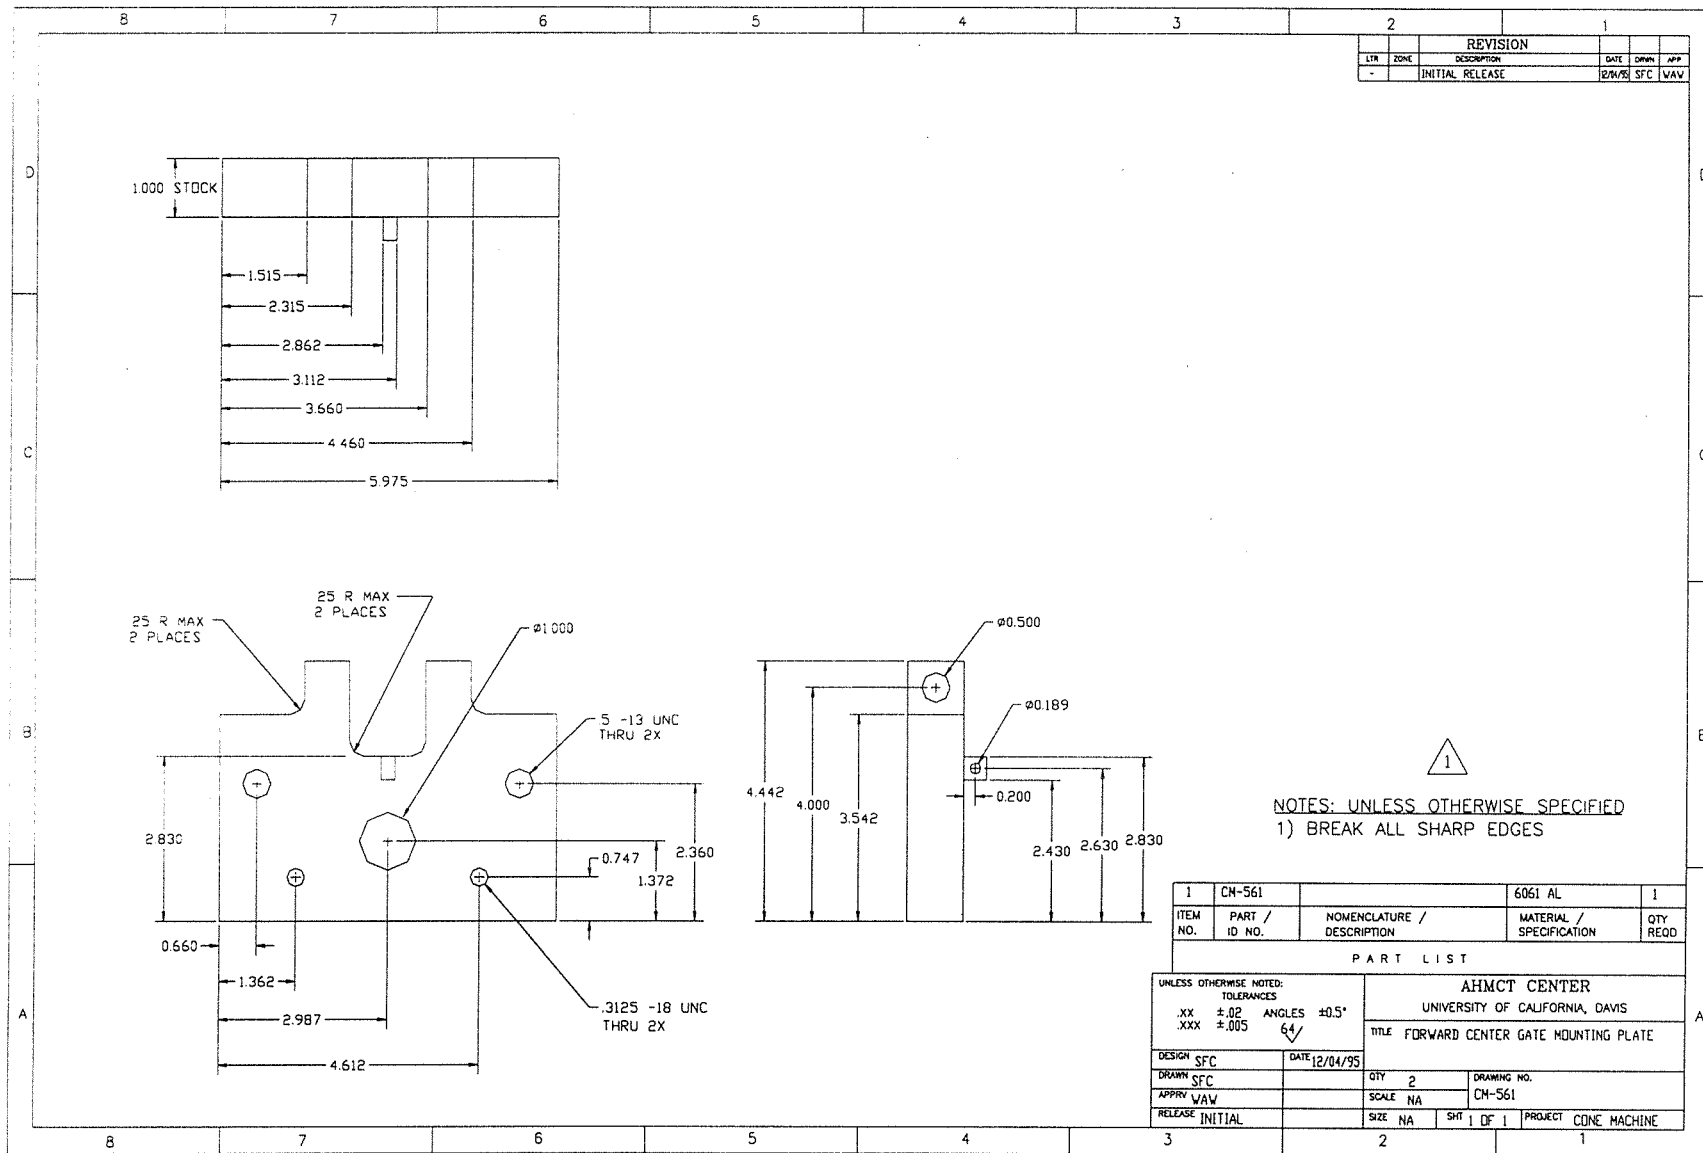 8 7 6 5 4 3 2 1
REVISION
LTR ZONE DESCRIPTION DATE DRWN APP
- INITIAL RELEASE 12/04/95 SFC WAW
D
C
B
A
1.000 STOCK
1.515
2.315
2.862
3.112
3.660
4.460
5.975
25 R MAX
2 PLACES
25 R MAX
2 PLACES
ø1.000
.5 -13 UNC
THRU 2X
2.830
0.747
1.372
2.360
0.660
1.362
2.987
4.612
.3125 -18 UNC
THRU 2X
ø0.500
ø0.189
4.442
4.000
3.542
0.200
2.430
2.630
2.830
1
NOTES: UNLESS OTHERWISE SPECIFIED
1) BREAK ALL SHARP EDGES
1 CM-561 6061 AL 1
ITEM NO. PART / ID NO. NOMENCLATURE / DESCRIPTION MATERIAL / SPECIFICATION QTY REQD
PART LIST
UNLESS OTHERWISE NOTED:
TOLERANCES
.XX ±.02 ANGLES ±0.5°
.XXX ±.005 64/
AHMCT CENTER
UNIVERSITY OF CALIFORNIA, DAVIS
TITLE FORWARD CENTER GATE MOUNTING PLATE
DESIGN SFC DATE 12/04/95
DRAWN SFC
APPRV WAW
RELEASE INITIAL
QTY 2
SCALE NA
DRAWING NO.
CM-561
SIZE NA SHT 1 OF 1 PROJECT CONE MACHINE
8 7 6 5 4 3 2 1